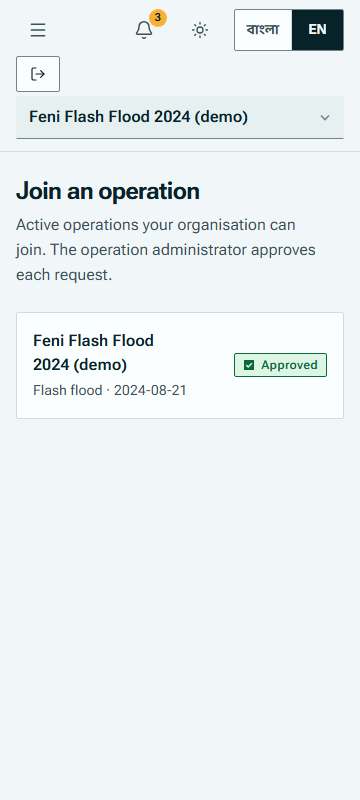 3
বাংলা
EN
Feni Flash Flood 2024 (demo)
Join an operation
Active operations your organisation can
join. The operation administrator approves
each request.
Feni Flash Flood
2024 (demo)
Approved
Flash flood · 2024-08-21